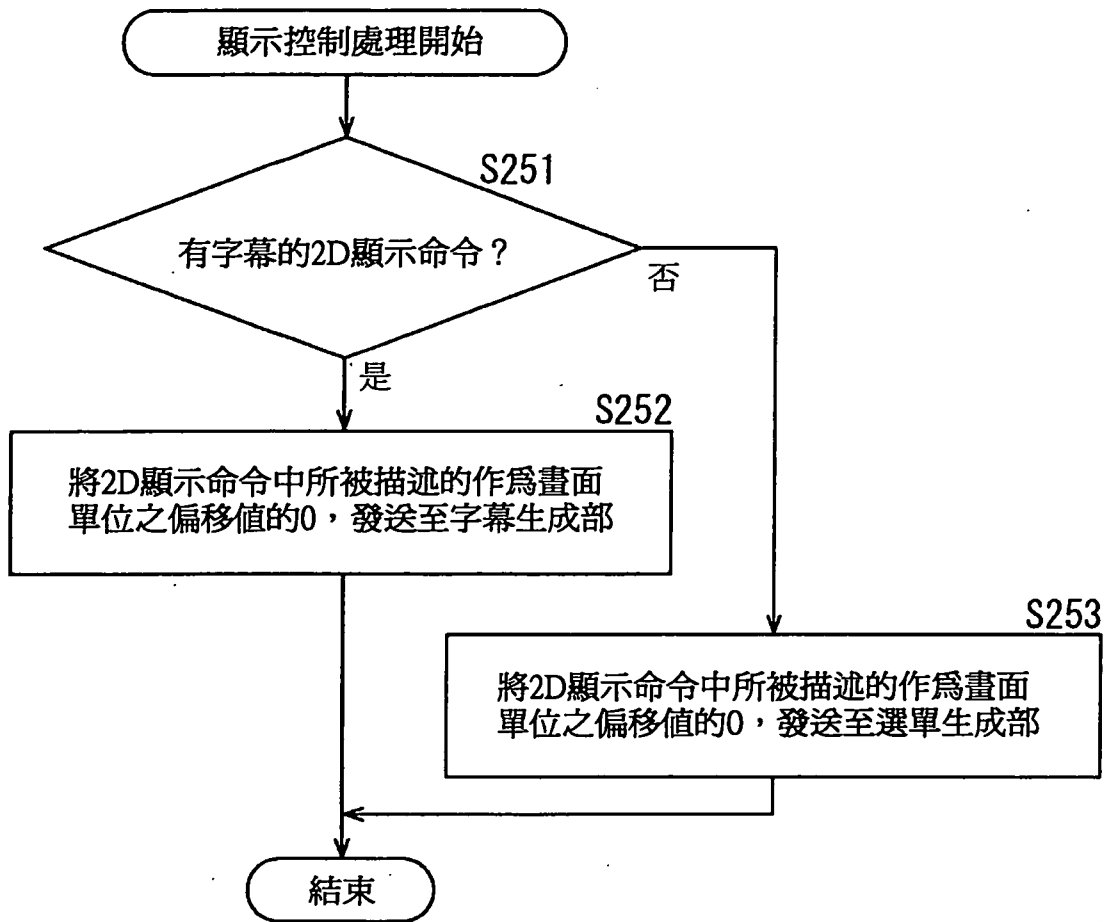 顯示控制處理開始
S251
有字幕的2D顯示命令？
否
是
S252
將2D顯示命令中所被描述的作爲畫面
單位之偏移值的0，發送至字幕生成部
S253
將2D顯示命令中所被描述的作爲畫面
單位之偏移值的0，發送至選單生成部
結束